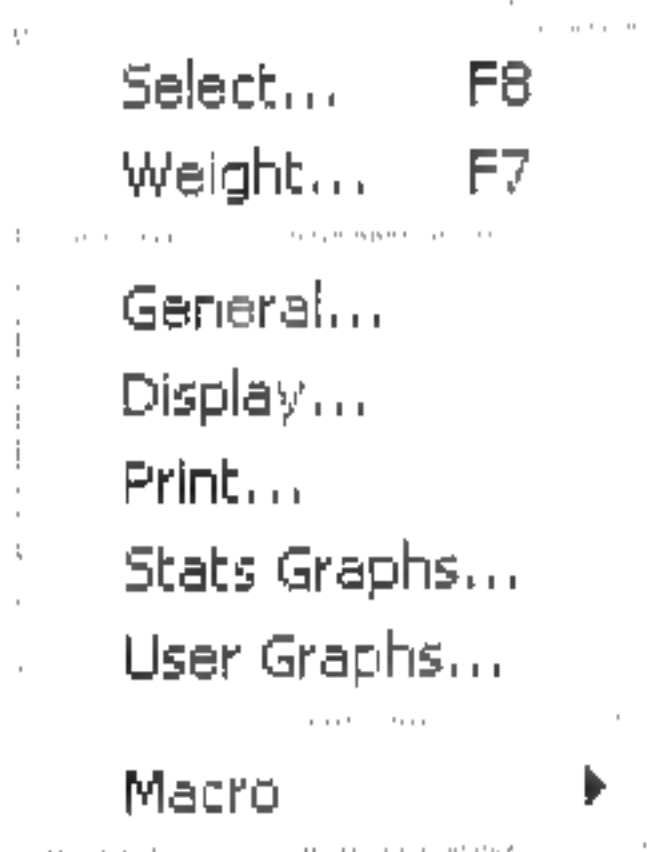 Select... F8
Weight... F7
General...
Display...
Print...
Stats Graphs...
User Graphs...
Macro